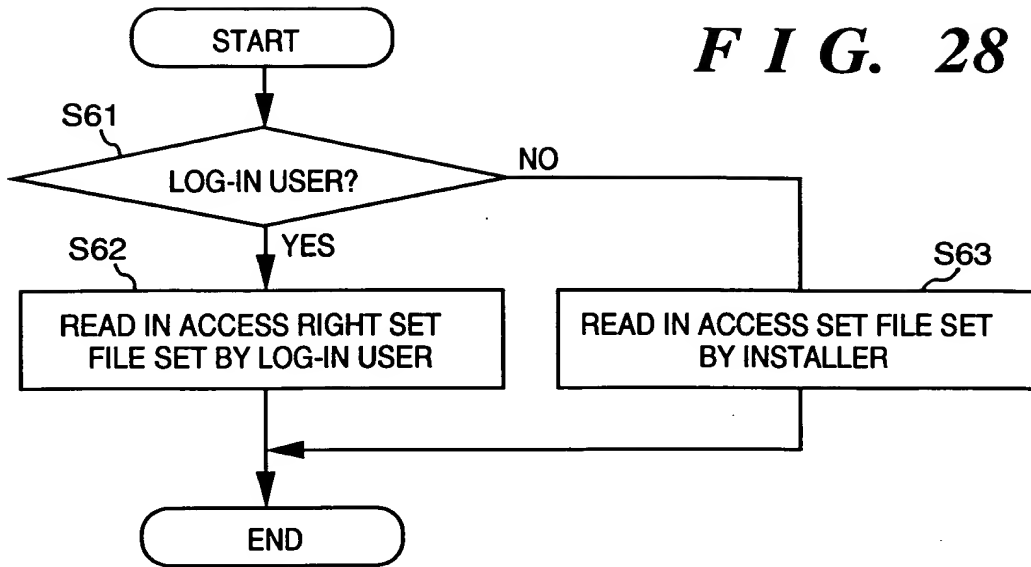 START
F I G. 28
S61
LOG-IN USER?
NO
YES
S62
S63
READ IN ACCESS RIGHT SET
FILE SET BY LOG-IN USER
READ IN ACCESS SET FILE SET
BY INSTALLER
END